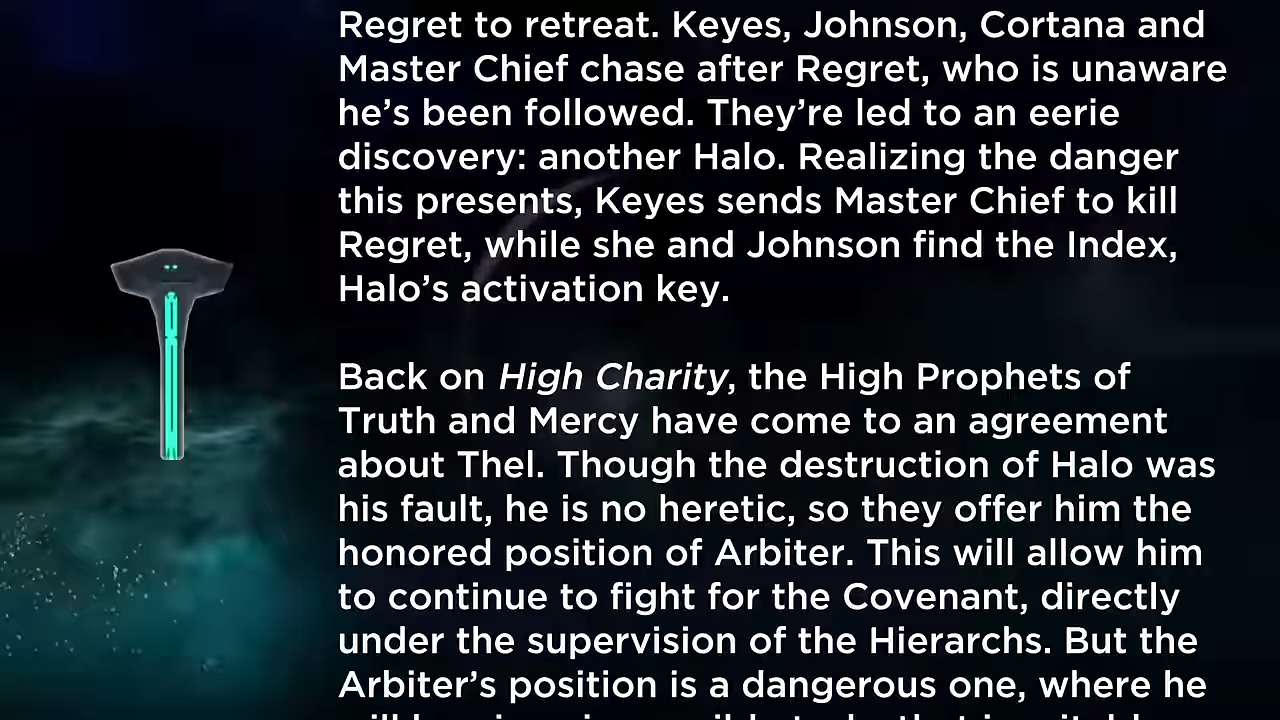 Regret to retreat. Keyes, Johnson, Cortana and
Master Chief chase after Regret, who is unaware
he’s been followed. They’re led to an eerie
discovery: another Halo. Realizing the danger
this presents, Keyes sends Master Chief to kill
Regret, while she and Johnson find the Index,
Halo’s activation key.
Back on High Charity, the High Prophets of
Truth and Mercy have come to an agreement
about Thel. Though the destruction of Halo was
his fault, he is no heretic, so they offer him the
honored position of Arbiter. This will allow him
to continue to fight for the Covenant, directly
under the supervision of the Hierarchs. But the
Arbiter’s position is a dangerous one, where he